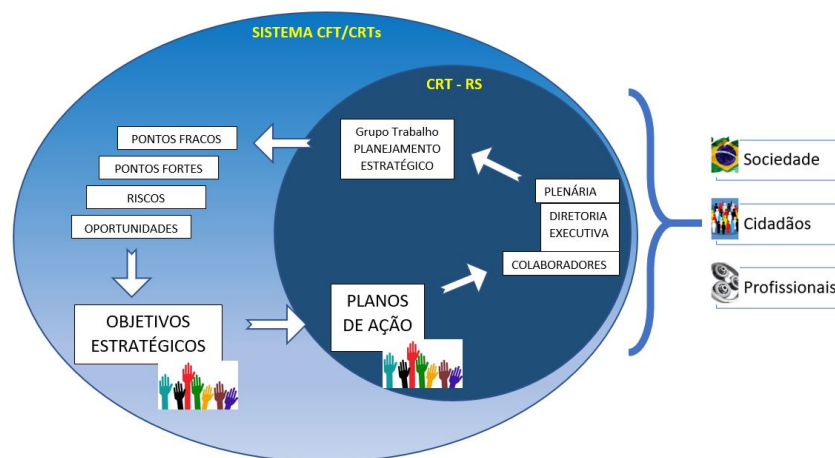 SISTEMA CFT/CRTs
CRT - RS
Grupo Trabalho
PLANEJAMENTO
ESTRATÉGICO
PONTOS FRACOS
PONTOS FORTES
RISCOS
OPORTUNIDADES
OBJETIVOS
ESTRATÉGICOS
PLANOS
DE AÇÃO
PLENÁRIA
DIRETORIA
EXECUTIVA
COLABORADORES
Sociedade
Cidadãos
Profissionais